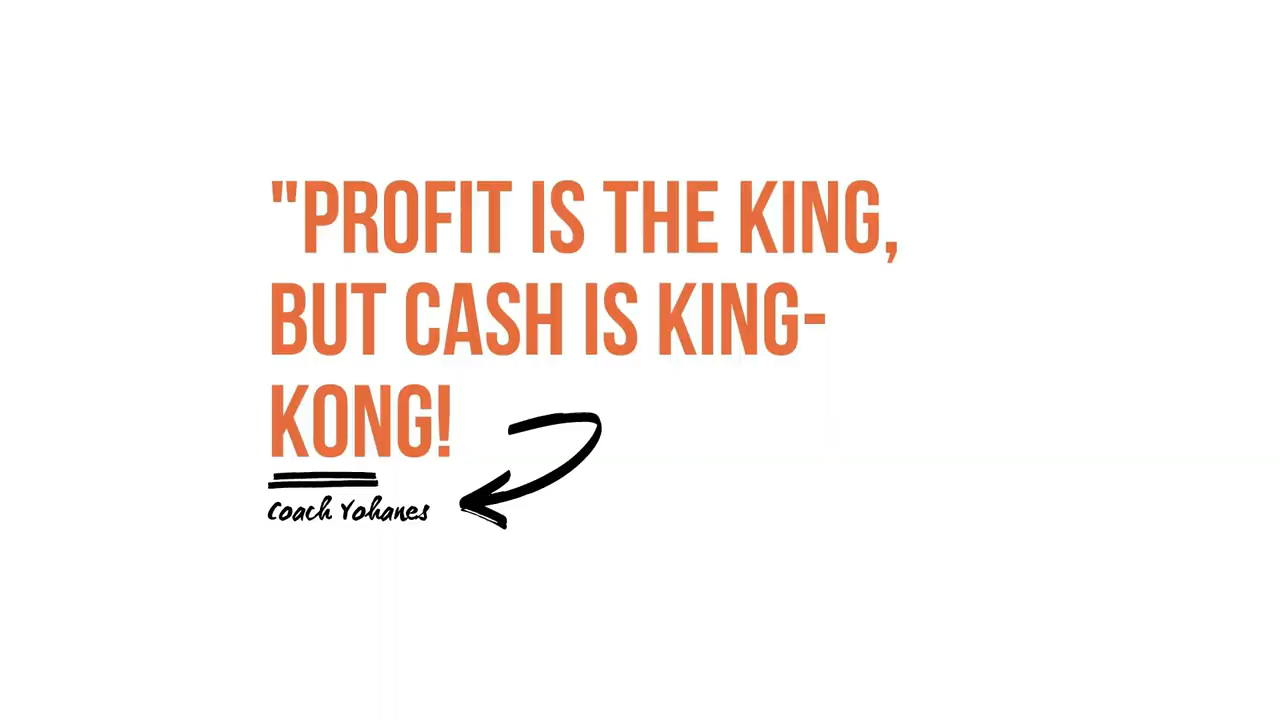 "PROFIT IS THE KING,
BUT CASH IS KING-
KONG!
Coach Yohanes